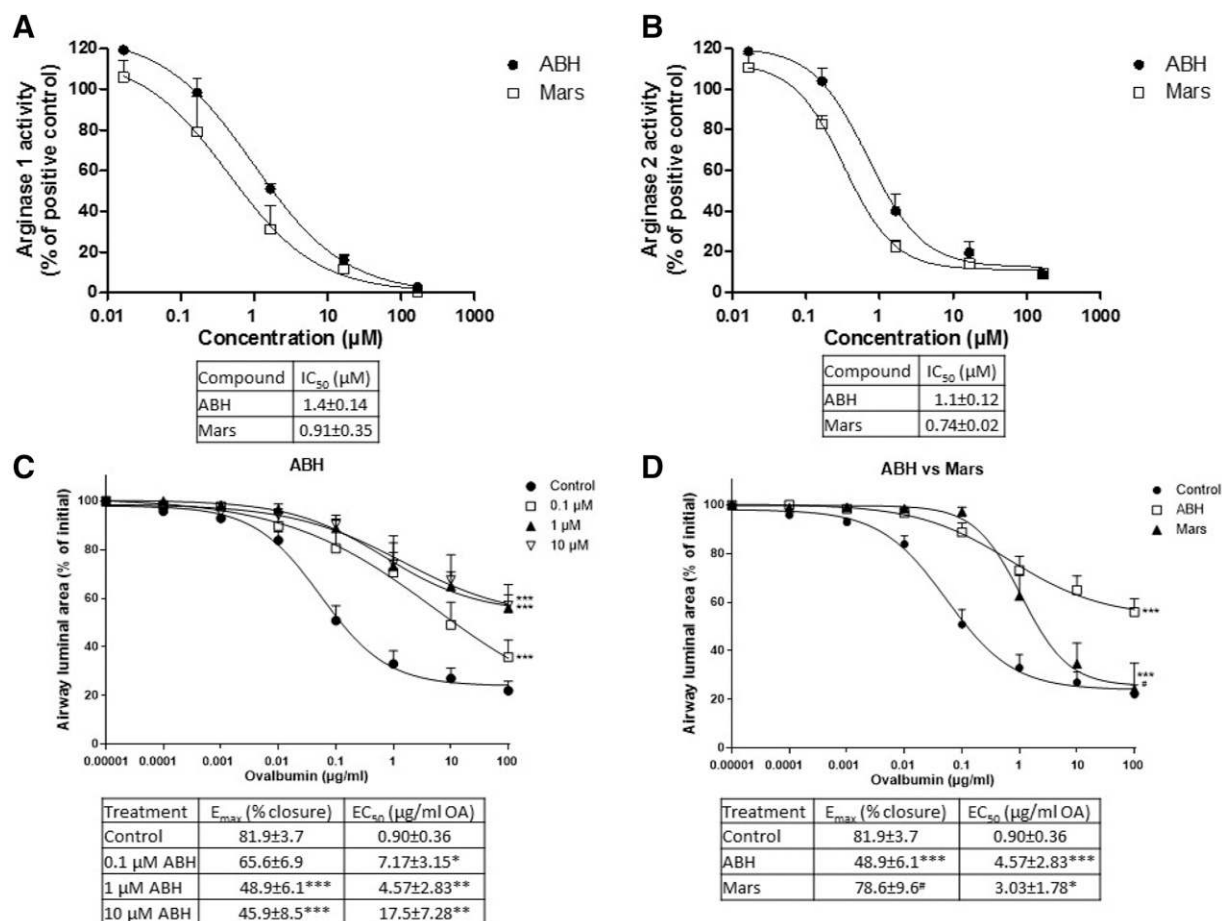 A
120
100
80
60
40
20
0
Arginase 1 activity
(% of positive control)
0.01 0.1 1 10 100 1000
Concentration (µM)
ABH
Mars
Compound IC50 (µM)
ABH 1.4±0.14
Mars 0.91±0.35
B
120
100
80
60
40
20
0
Arginase 2 activity
(% of positive control)
0.01 0.1 1 10 100 1000
Concentration (µM)
ABH
Mars
Compound IC50 (µM)
ABH 1.1±0.12
Mars 0.74±0.02
C
ABH
100
80
60
40
20
0
Airway luminal area (% of initial)
0.00001 0.0001 0.001 0.01 0.1 1 10 100
Ovalbumin (µg/ml)
Control
0.1 µM
1 µM
10 µM
***
***
***
Treatment Emax (% closure) EC50 (µg/ml OA)
Control 81.9±3.7 0.90±0.36
0.1 µM ABH 65.6±6.9 7.17±3.15*
1 µM ABH 48.9±6.1*** 4.57±2.83**
10 µM ABH 45.9±8.5*** 17.5±7.28**
D
ABH vs Mars
100
80
60
40
20
0
Airway luminal area (% of initial)
0.00001 0.0001 0.001 0.01 0.1 1 10 100
Ovalbumin (µg/ml)
Control
ABH
Mars
***
***
#
Treatment Emax (% closure) EC50 (µg/ml OA)
Control 81.9±3.7 0.90±0.36
ABH 48.9±6.1*** 4.57±2.83***
Mars 78.6±9.6# 3.03±1.78*